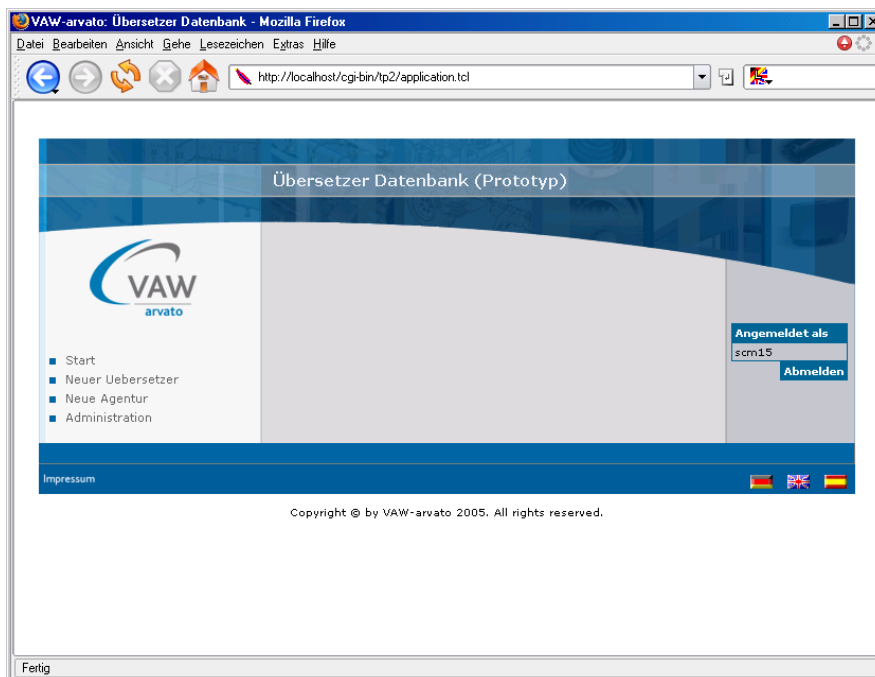 VAW-arvato: Übersetzer Datenbank - Mozilla Firefox
Datei Bearbeiten Ansicht Gehe Lesezeichen Extras Hilfe
http://localhost/cgi-bin/tp2/application.tcl
Übersetzer Datenbank (Prototyp)
VAW
arvato
Angemeldet als
scm15
Abmelden
Start
Neuer Uebersetzer
Neue Agentur
Administration
Impressum
Copyright © by VAW-arvato 2005. All rights reserved.
Fertig